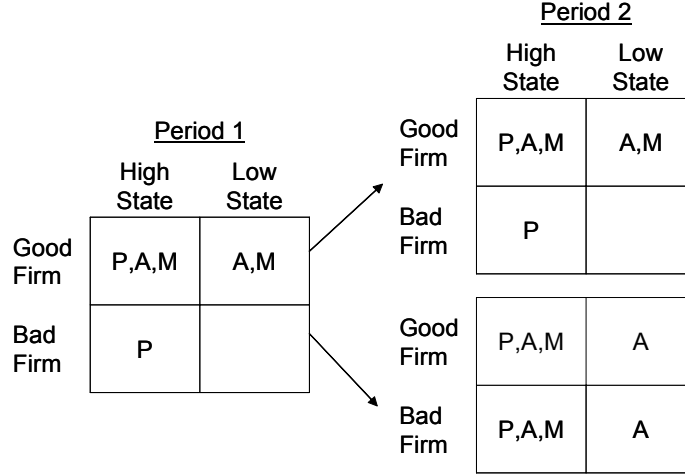 Period 2
High State
Low State
Good Firm
P,A,M
A,M
Bad Firm
P
Period 1
High State
Low State
Good Firm
P,A,M
A,M
Bad Firm
P
Good Firm
P,A,M
A
Bad Firm
P,A,M
A